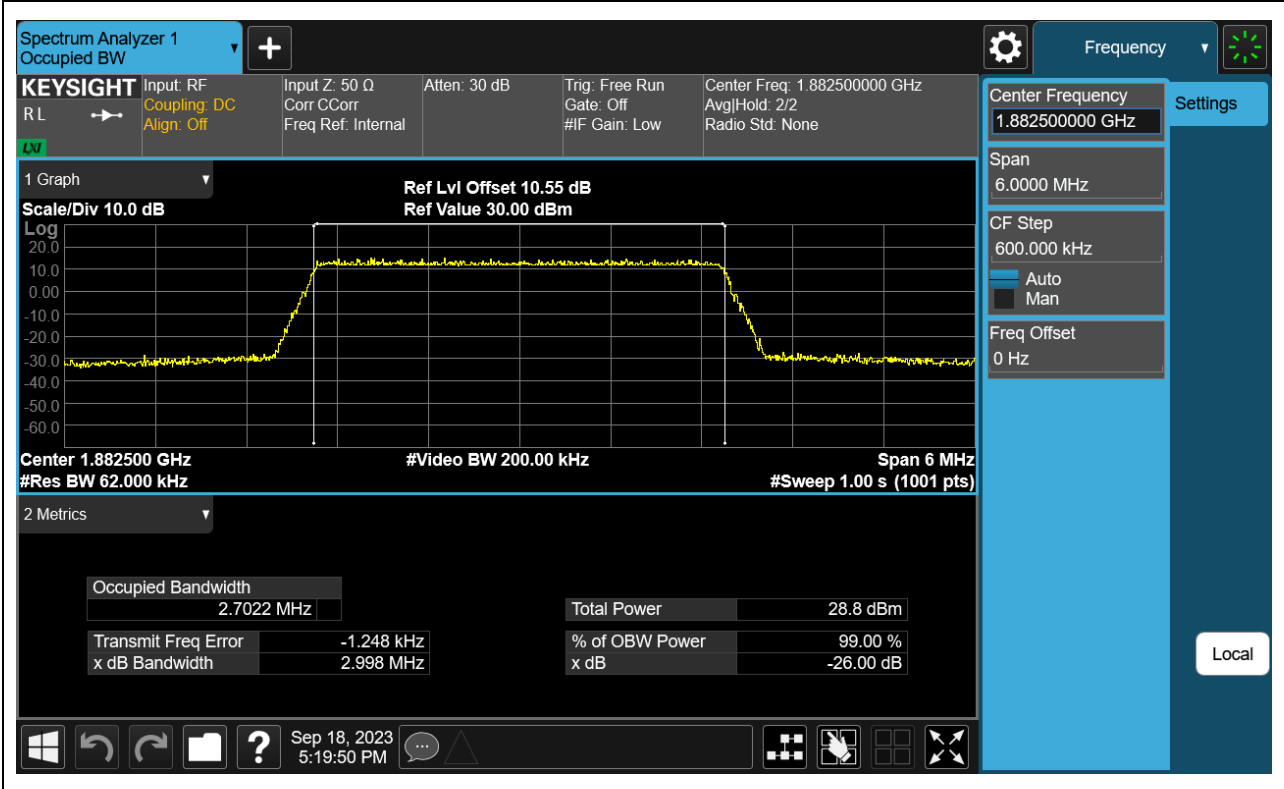 Spectrum Analyzer 1
Occupied BW
Frequency
KEYSIGHT
R L
LXI
Input: RF
Coupling: DC
Align: Off
Input Z: 50 Ω
Corr CCorr
Freq Ref: Internal
Atten: 30 dB
Trig: Free Run
Gate: Off
#IF Gain: Low
Center Freq: 1.882500000 GHz
Avg|Hold: 2/2
Radio Std: None
Center Frequency
1.882500000 GHz
Settings
Span
6.0000 MHz
CF Step
600.000 kHz
Auto
Man
Freq Offset
0 Hz
Local
1 Graph
Ref Lvl Offset 10.55 dB
Scale/Div 10.0 dB
Ref Value 30.00 dBm
Log
20.0
10.0
0.00
-10.0
-20.0
-30.0
-40.0
-50.0
-60.0
Center 1.882500 GHz
#Video BW 200.00 kHz
Span 6 MHz
#Res BW 62.000 kHz
#Sweep 1.00 s (1001 pts)
2 Metrics
Occupied Bandwidth
2.7022 MHz
Total Power 28.8 dBm
Transmit Freq Error -1.248 kHz
% of OBW Power 99.00 %
x dB Bandwidth 2.998 MHz
x dB -26.00 dB
?
Sep 18, 2023
5:19:50 PM